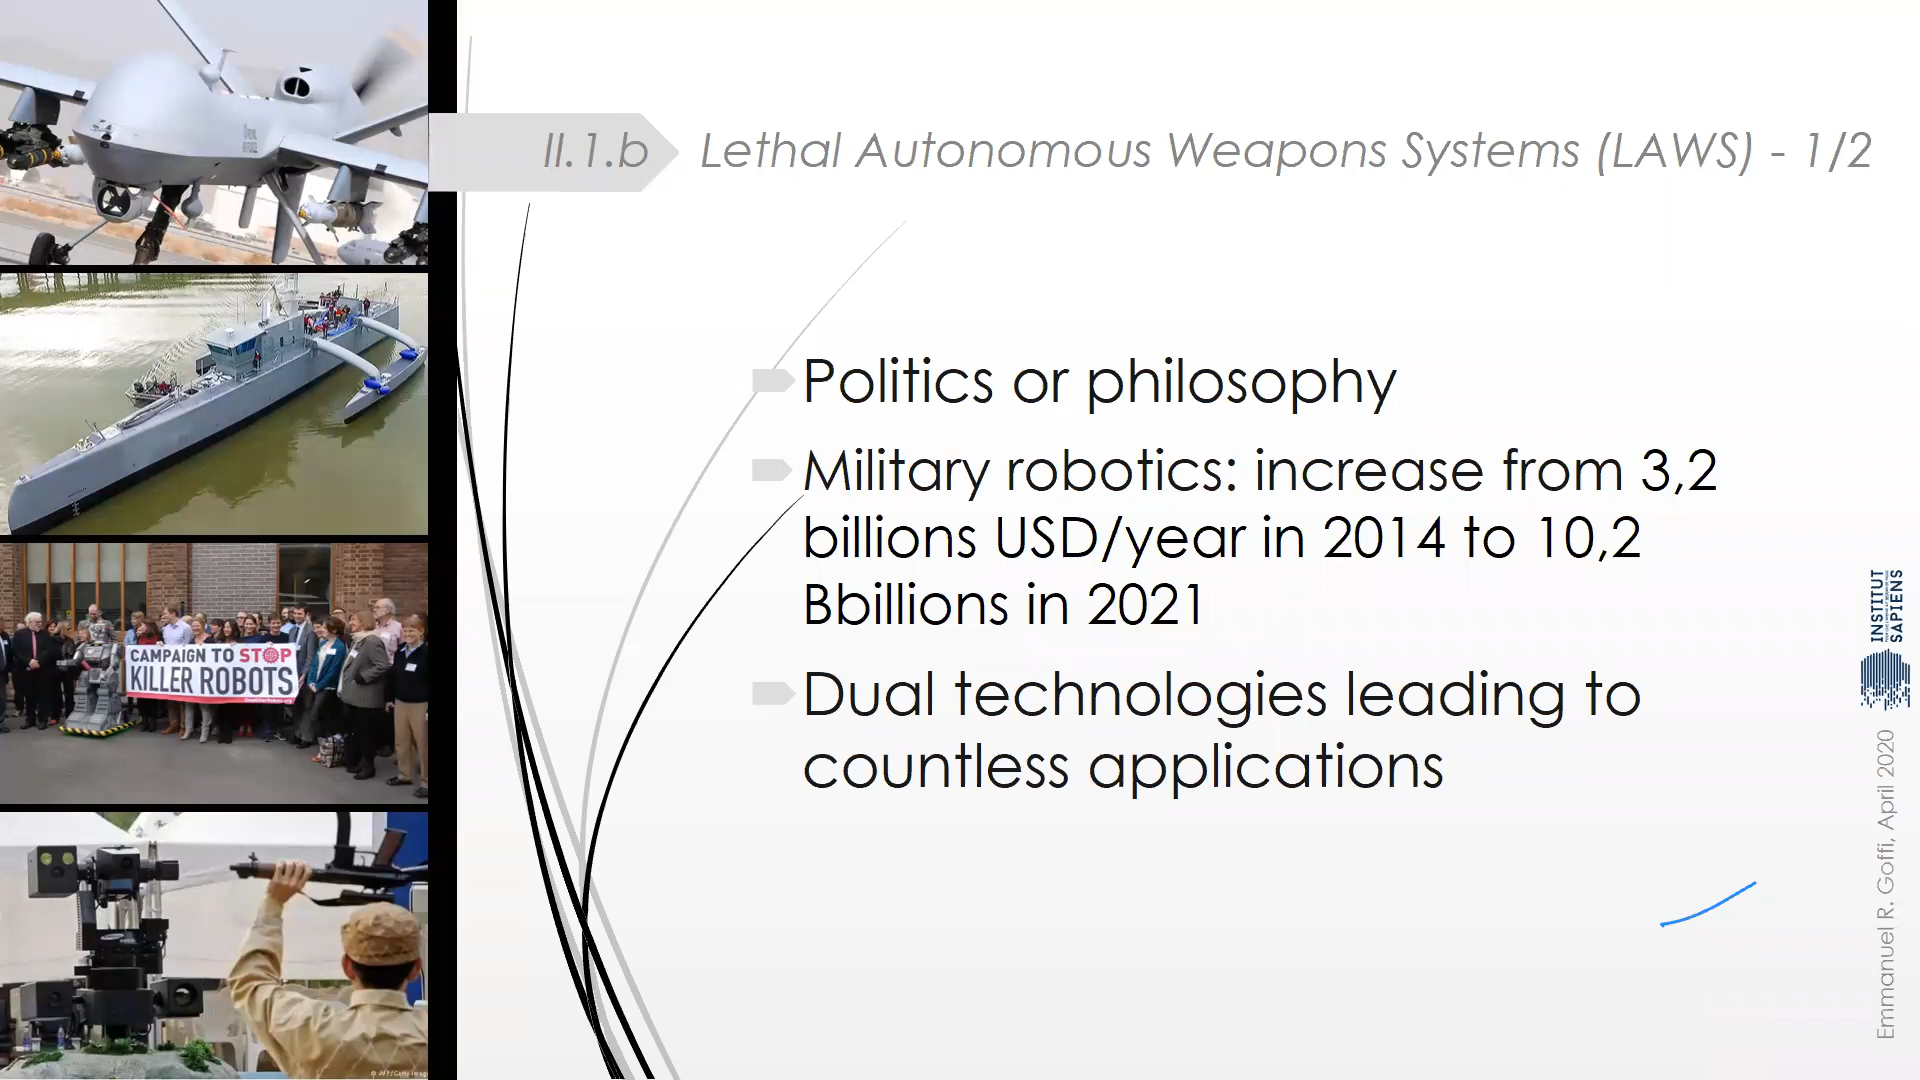 II.1.b
Lethal Autonomous Weapons Systems (LAWS) - 1/2
Politics or philosophy
Military robotics: increase from 3,2
billions USD/year in 2014 to 10,2
Bbillions in 2021
Dual technologies leading to
countless applications
CAMPAIGN TO STOP
KILLER ROBOTS
INSTITUT
SAPIENS
Emmanuel R. Goffi, April 2020